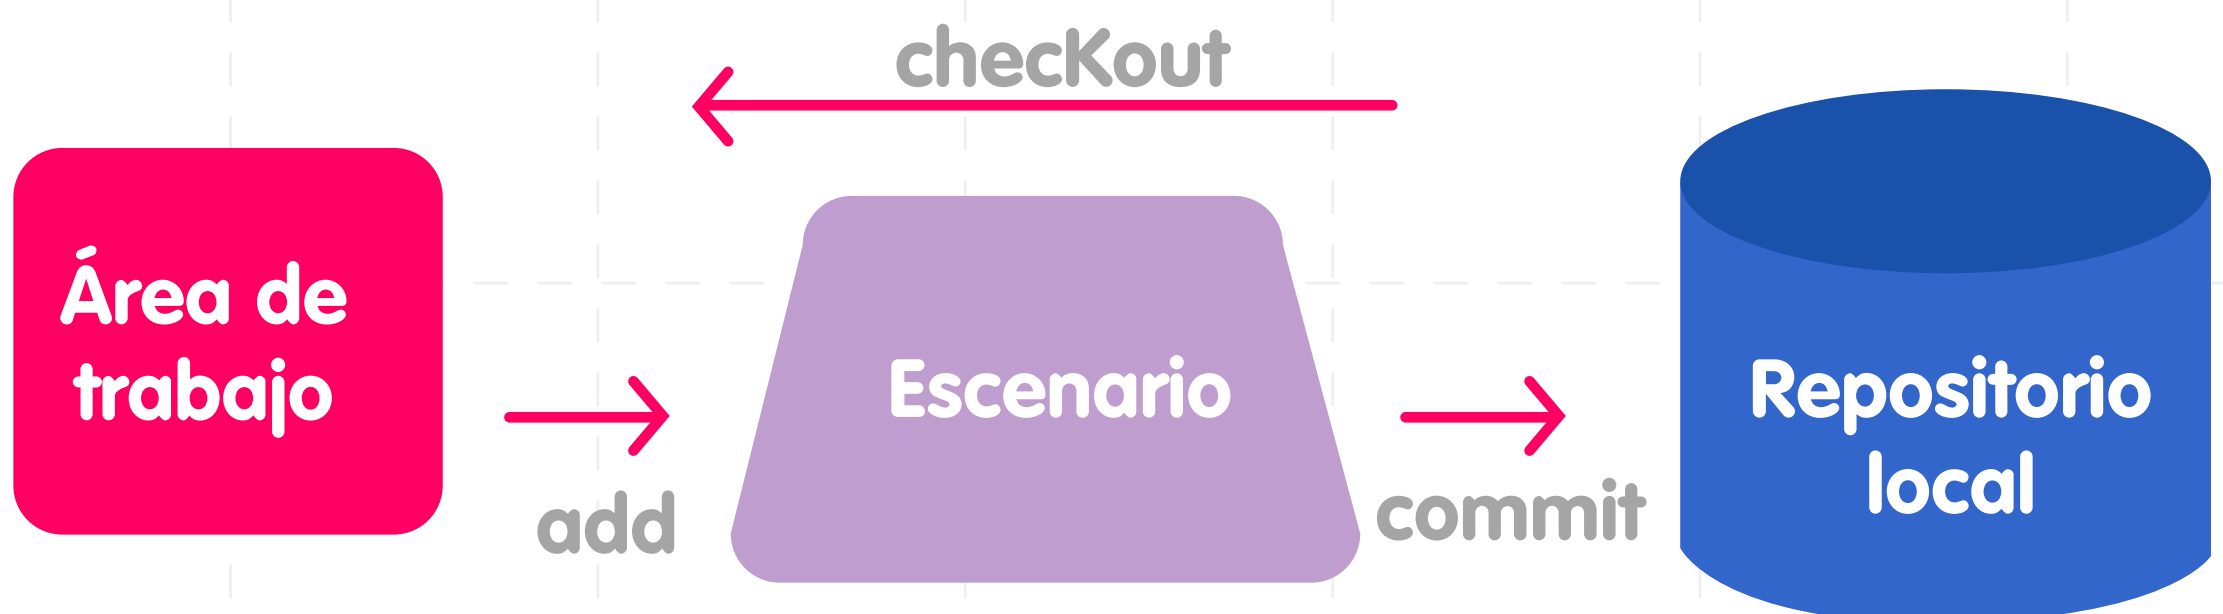 checKout
Área de
trabajo
add
Escenario
commit
Repositorio
local